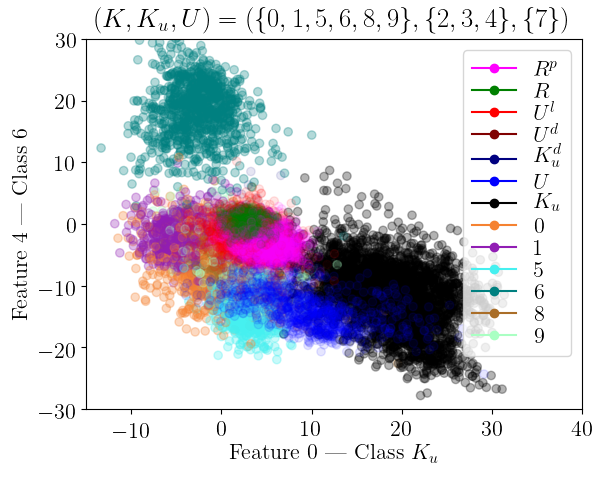 (K, K_u, U) = ({0, 1, 5, 6, 8, 9}, {2, 3, 4}, {7})
30
20
10
0
−10
−20
−30
Feature 4 — Class 6
−10
0
10
20
30
40
Feature 0 — Class K_u
R^p
R
U^l
U^d
K_u^d
U
K_u
0
1
5
6
8
9